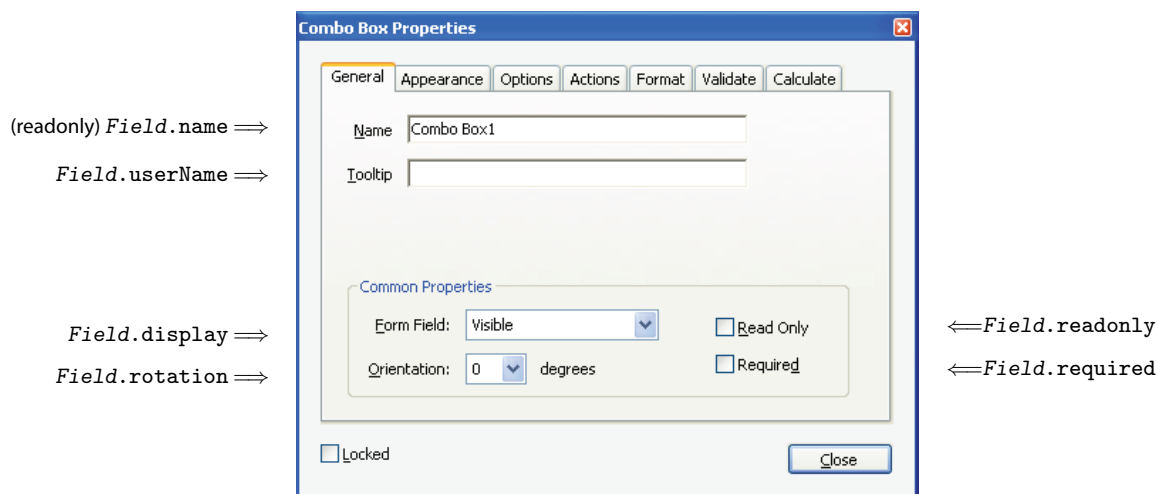 Combo Box Properties
General Appearance Options Actions Format Validate Calculate
(readonly) Field.name ⟹ Name Combo Box1
Field.userName ⟹ Tooltip
Common Properties
Field.display ⟹ Form Field: Visible Read Only ⟸ Field.readonly
Field.rotation ⟹ Orientation: 0 degrees Required ⟸ Field.required
Locked Close